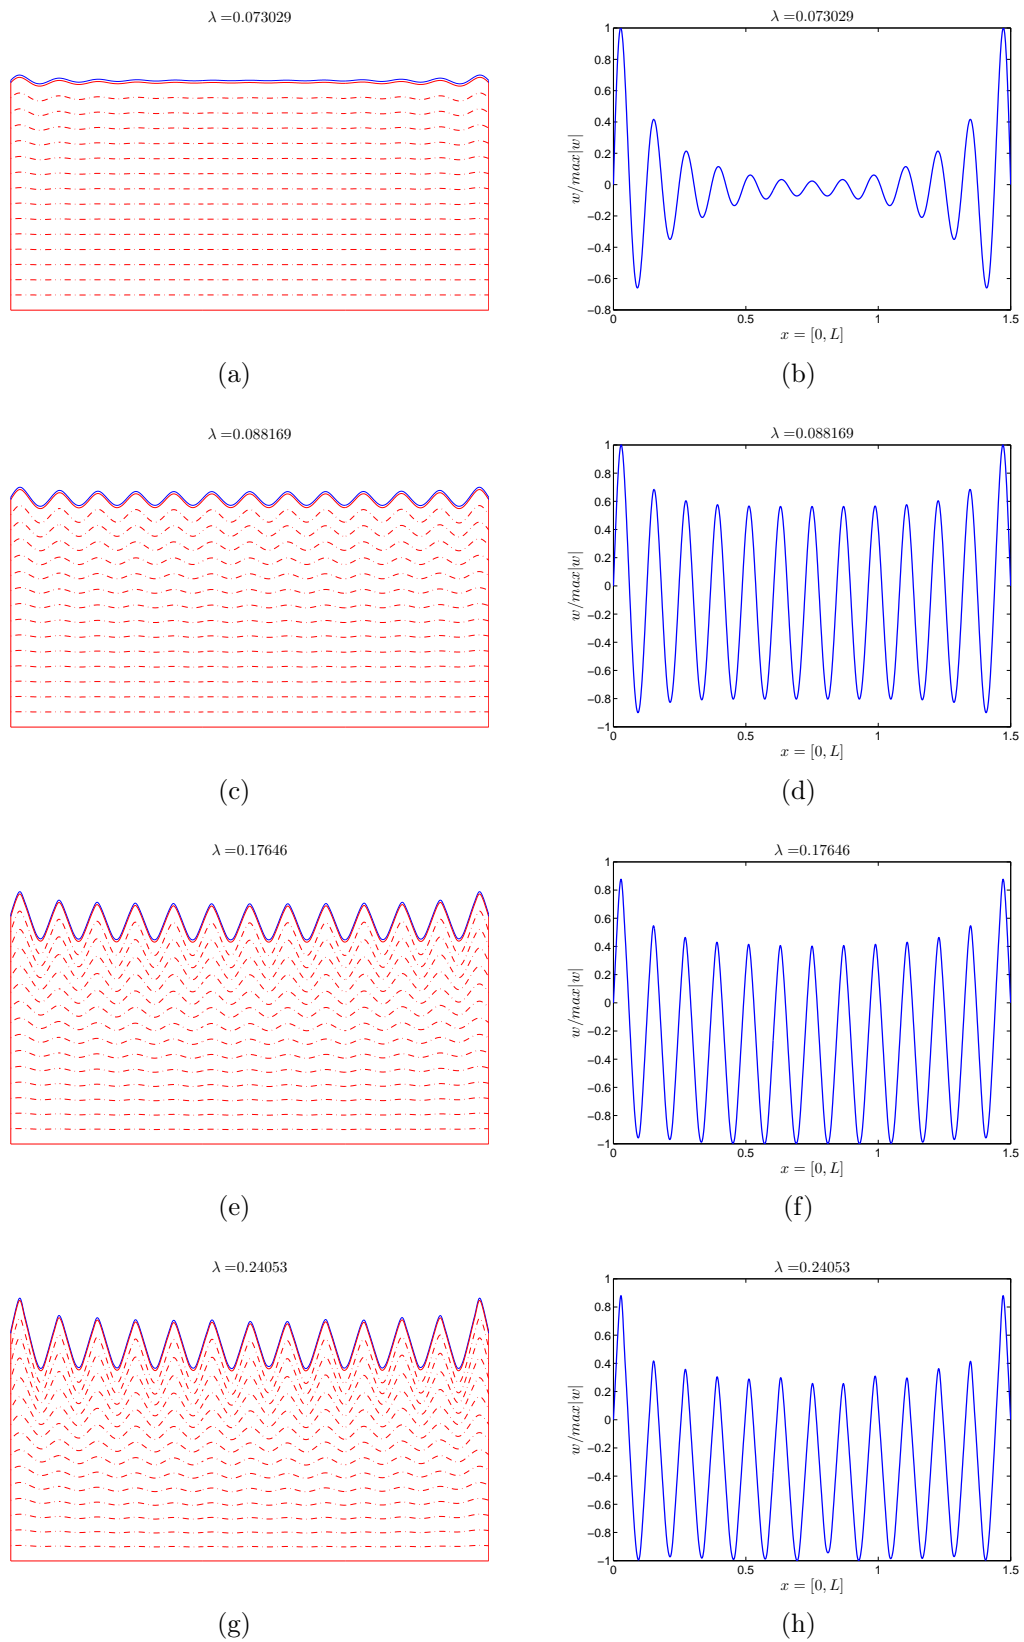 λ =0.073029
(a)
λ =0.073029
1
0.8
0.6
0.4
0.2
0
−0.2
−0.4
−0.6
−0.8
w/max|w|
0 0.5 1 1.5
x = [0, L]
(b)
λ =0.088169
(c)
λ =0.088169
1
0.8
0.6
0.4
0.2
0
−0.2
−0.4
−0.6
−0.8
−1
w/max|w|
0 0.5 1 1.5
x = [0, L]
(d)
λ =0.17646
(e)
λ =0.17646
1
0.8
0.6
0.4
0.2
0
−0.2
−0.4
−0.6
−0.8
−1
w/max|w|
0 0.5 1 1.5
x = [0, L]
(f)
λ =0.24053
(g)
λ =0.24053
1
0.8
0.6
0.4
0.2
0
−0.2
−0.4
−0.6
−0.8
−1
w/max|w|
0 0.5 1 1.5
x = [0, L]
(h)